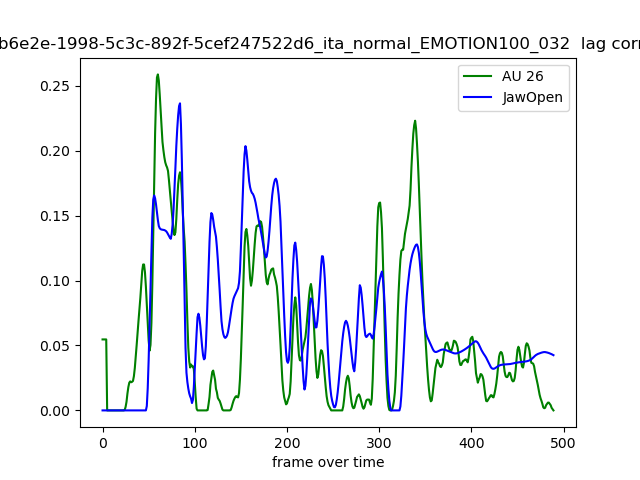 b6e2e-1998-5c3c-892f-5cef247522d6_ita_normal_EMOTION100_032 lag corr
AU 26
JawOpen
0.25
0.20
0.15
0.10
0.05
0.00
0 100 200 300 400 500
frame over time